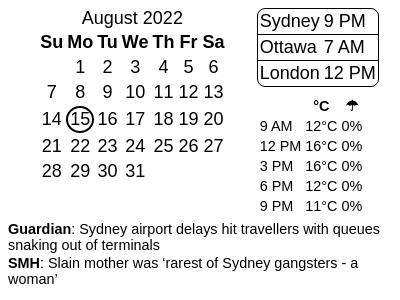 August 2022
Su Mo Tu We Th Fr Sa
1 2 3 4 5 6
7 8 9 10 11 12 13
14 15 16 17 18 19 20
21 22 23 24 25 26 27
28 29 30 31
Sydney 9 PM
Ottawa 7 AM
London 12 PM
°C ☂
9 AM 12°C 0%
12 PM 16°C 0%
3 PM 16°C 0%
6 PM 12°C 0%
9 PM 11°C 0%
Guardian: Sydney airport delays hit travellers with queues
snaking out of terminals
SMH: Slain mother was ‘rarest of Sydney gangsters - a
woman’